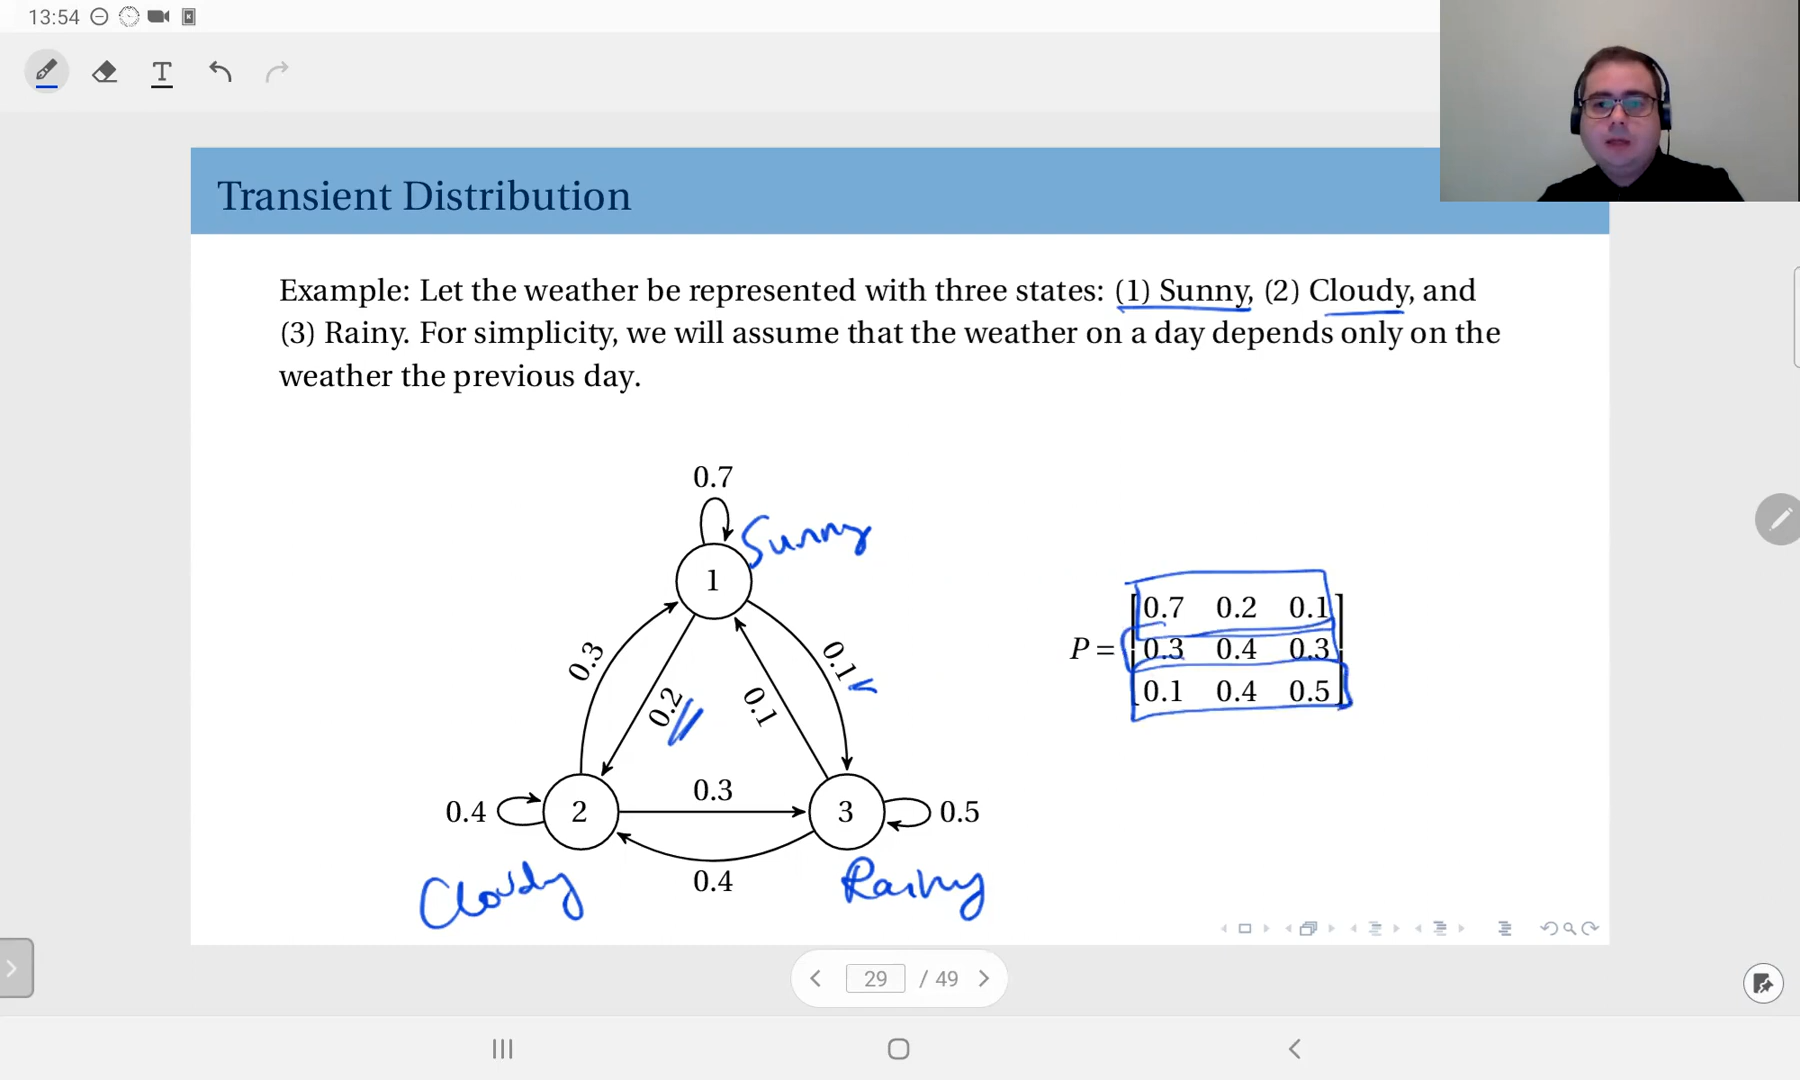 13:54
Transient Distribution
Example: Let the weather be represented with three states: (1) Sunny, (2) Cloudy, and
(3) Rainy. For simplicity, we will assume that the weather on a day depends only on the
weather the previous day.
0.7
Sunny
1
0.3
0.2
0.1
0.1
P =
0.7 0.2 0.1
0.3 0.4 0.3
0.1 0.4 0.5
0.4
2
0.3
3
0.5
0.4
Cloudy
Rainy
29 / 49